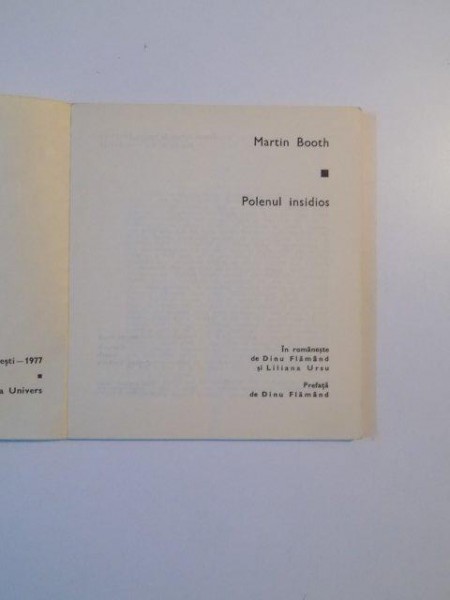 ești – 1977
■
a Univers
Martin Booth
■
Polenul insidios
În românește
de Dinu Flămând
și Liliana Ursu
Prefață
de Dinu Flămând